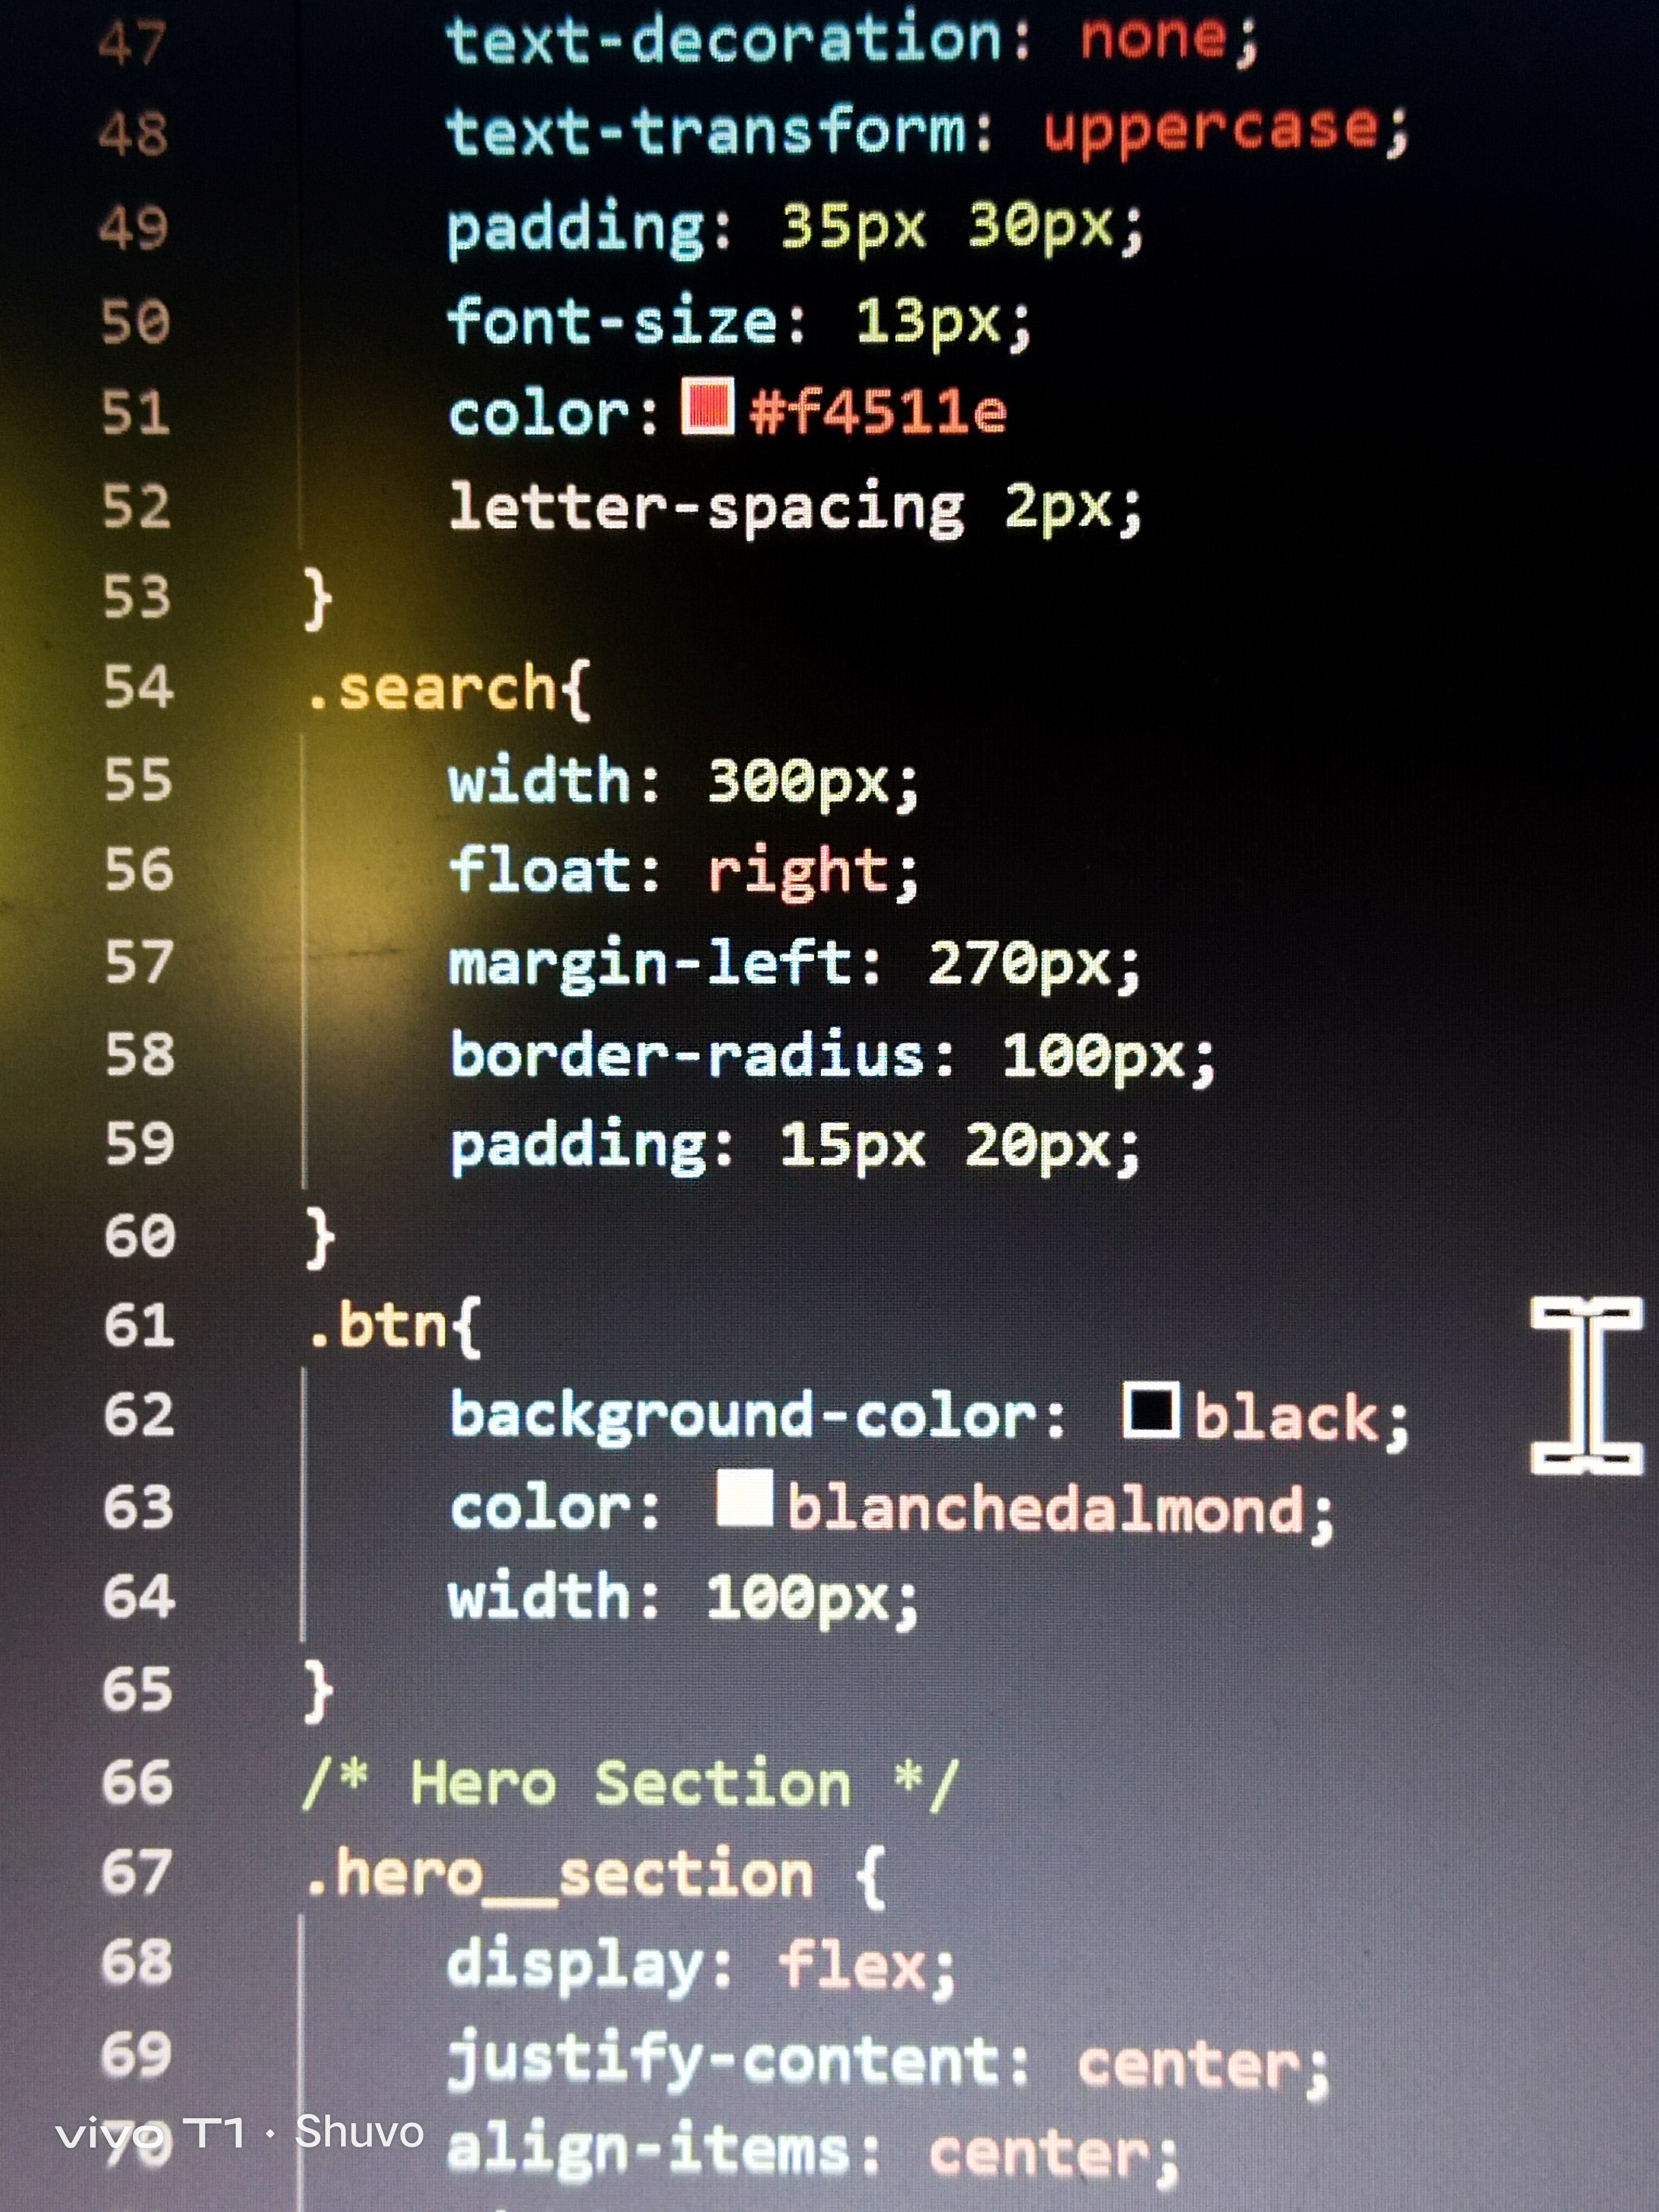 47 text-decoration: none;
48 text-transform: uppercase;
49 padding: 35px 30px;
50 font-size: 13px;
51 color: #f4511e
52 letter-spacing 2px;
53 }
54 .search{
55 width: 300px;
56 float: right;
57 margin-left: 270px;
58 border-radius: 100px;
59 padding: 15px 20px;
60 }
61 .btn{
62 background-color: black;
63 color: blanchedalmond;
64 width: 100px;
65 }
66 /* Hero Section */
67 .hero__section {
68 display: flex;
69 justify-content: center;
70 align-items: center;
vivo T1 · Shuvo